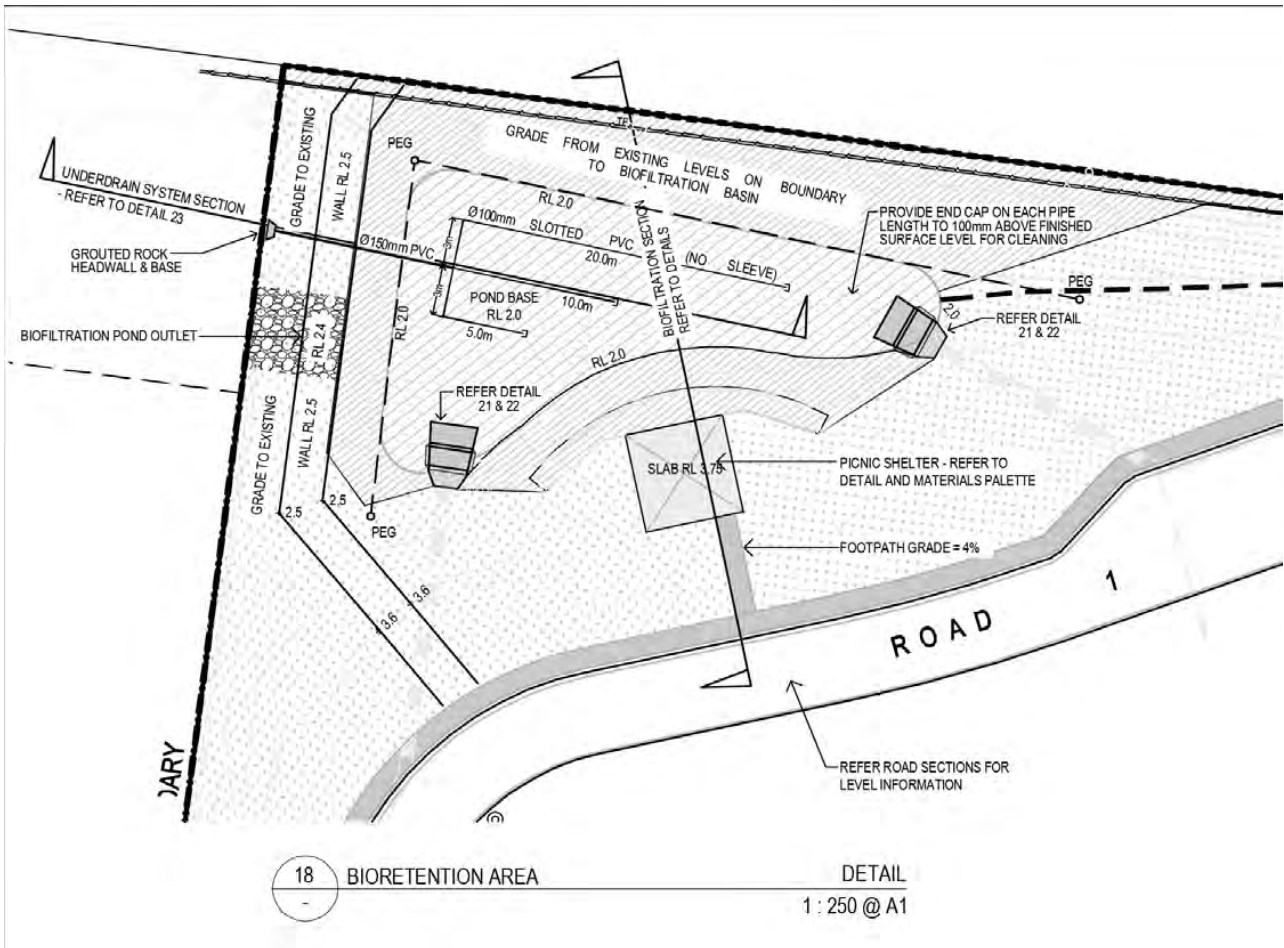 GRADE TO EXISTING
WALL RL 2.5
UNDERDRAIN SYSTEM SECTION
- REFER TO DETAIL 23
GROUTED ROCK
HEADWALL & BASE
BIOFILTRATION POND OUTLET
RL 2.4
GRADE TO EXISTING
WALL RL 2.5
2.5
2.5
3.6
3.6
PEG
TF
GRADE FROM EXISTING LEVELS ON BOUNDARY
TO BIOFILTRATION BASIN
RL 2.0
Ø100mm SLOTTED PVC (NO SLEEVE)
20.0m
Ø150mm PVC
3m
3m
10.0m
POND BASE
RL 2.0
5.0m
RL 2.0
RL 2.0
BIOFILTRATION SECTION
REFER TO DETAILS
PROVIDE END CAP ON EACH PIPE
LENGTH TO 100mm ABOVE FINISHED
SURFACE LEVEL FOR CLEANING
PEG
2.0
REFER DETAIL
21 & 22
REFER DETAIL
21 & 22
PEG
SLAB RL 3.75
PICNIC SHELTER - REFER TO
DETAIL AND MATERIALS PALETTE
FOOTPATH GRADE = 4%
ROAD 1
REFER ROAD SECTIONS FOR
LEVEL INFORMATION
DARY
18 BIORETENTION AREA DETAIL
- 1 : 250 @ A1